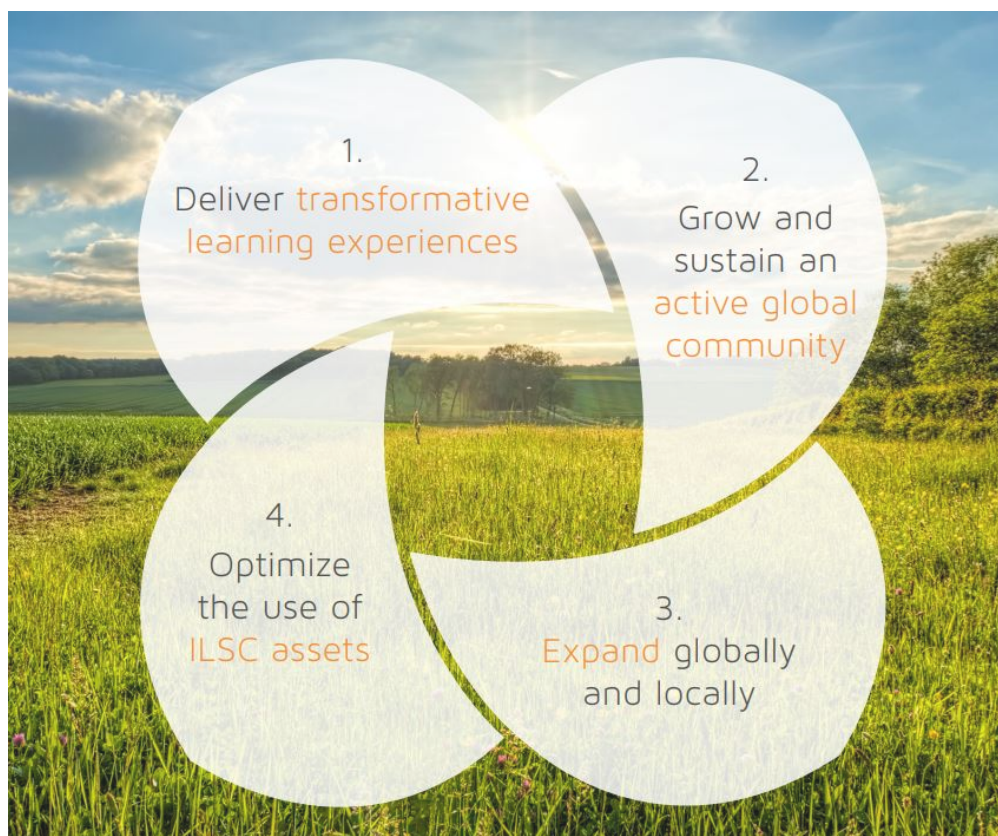 1.
Deliver transformative
learning experiences
2.
Grow and
sustain an
active global
community
3.
Expand globally
and locally
4.
Optimize
the use of
ILSC assets